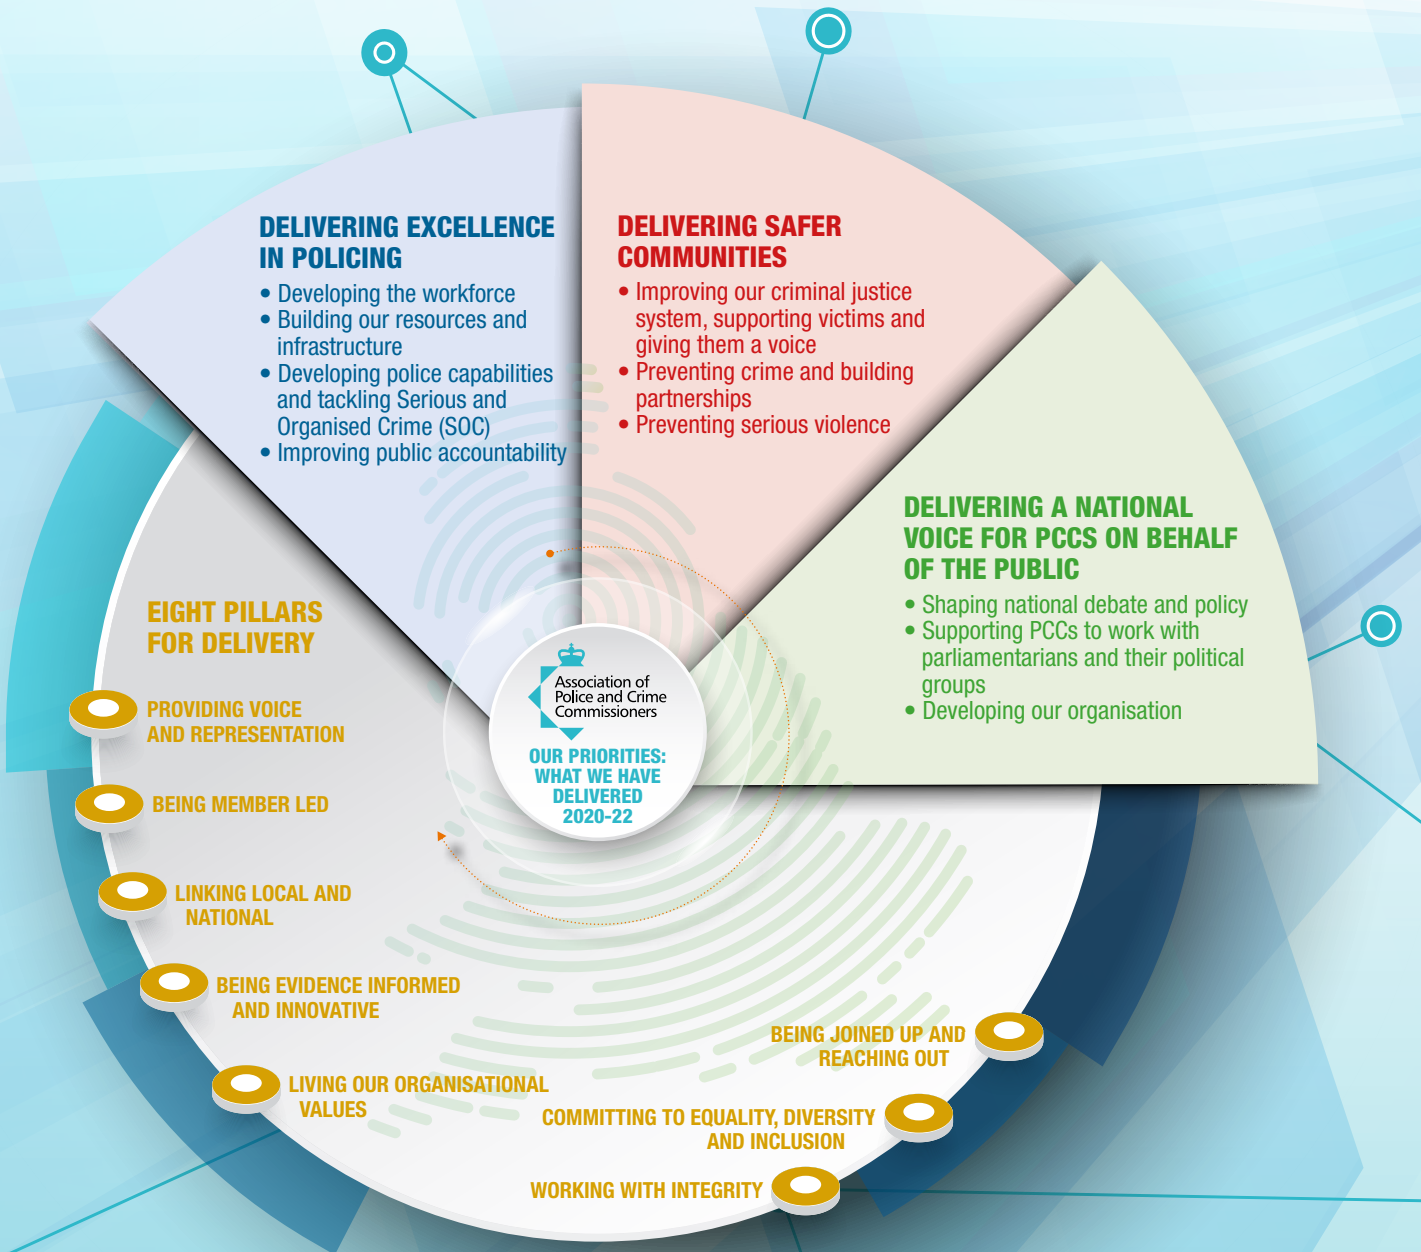 DELIVERING EXCELLENCE
IN POLICING
• Developing the workforce
• Building our resources and
infrastructure
• Developing police capabilities
and tackling Serious and
Organised Crime (SOC)
• Improving public accountability
DELIVERING SAFER
COMMUNITIES
• Improving our criminal justice
system, supporting victims and
giving them a voice
• Preventing crime and building
partnerships
• Preventing serious violence
DELIVERING A NATIONAL
VOICE FOR PCCS ON BEHALF
OF THE PUBLIC
• Shaping national debate and policy
• Supporting PCCs to work with
parliamentarians and their political
groups
• Developing our organisation
Association of
Police and Crime
Commissioners
OUR PRIORITIES:
WHAT WE HAVE
DELIVERED
2020-22
EIGHT PILLARS
FOR DELIVERY
PROVIDING VOICE
AND REPRESENTATION
BEING MEMBER LED
LINKING LOCAL AND
NATIONAL
BEING EVIDENCE INFORMED
AND INNOVATIVE
LIVING OUR ORGANISATIONAL
VALUES
WORKING WITH INTEGRITY
COMMITTING TO EQUALITY, DIVERSITY
AND INCLUSION
BEING JOINED UP AND
REACHING OUT